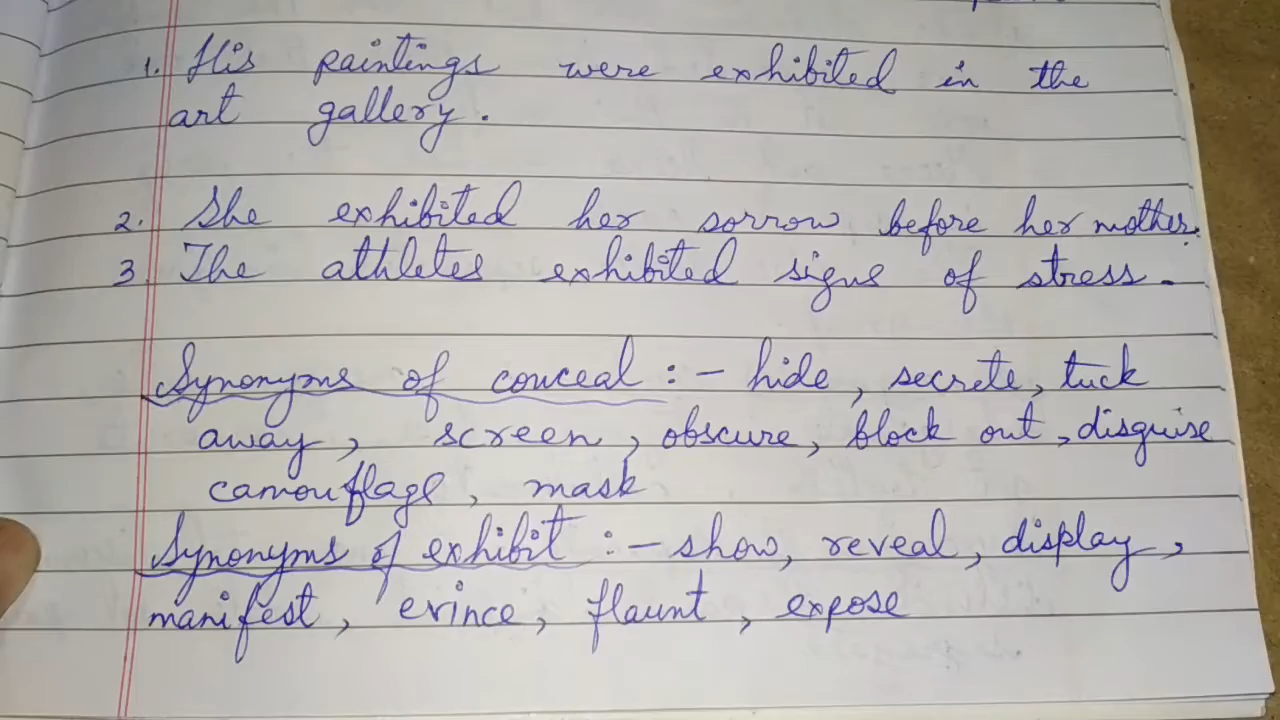 1. His paintings were exhibited in the
art gallery.
2. She exhibited her sorrow before her mother.
3. The athletes exhibited signs of stress.
Synonyms of conceal :- hide, secrete, tuck
away, screen, obscure, block out, disguise
camouflage, mask
Synonyms of exhibit :- show, reveal, display,
manifest, evince, flaunt, expose